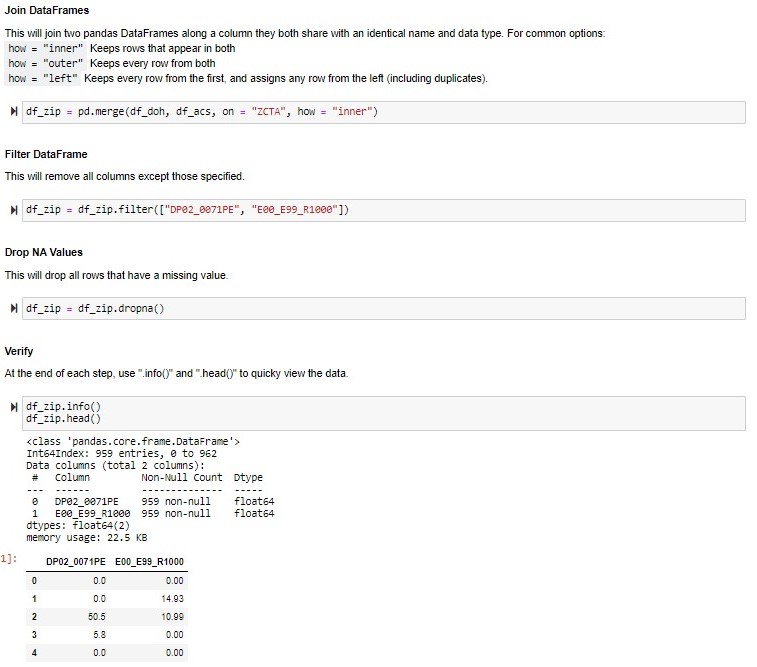 Join DataFrames
This will join two pandas DataFrames along a column they both share with an identical name and data type. For common options:
how = "inner" Keeps rows that appear in both
how = "outer" Keeps every row from both
how = "left" Keeps every row from the first, and assigns any row from the left (including duplicates).
df_zip = pd.merge(df_doh, df_acs, on = "ZCTA", how = "inner")
Filter DataFrame
This will remove all columns except those specified.
df_zip = df_zip.filter(["DP02_0071PE", "E00_E99_R1000"])
Drop NA Values
This will drop all rows that have a missing value.
df_zip = df_zip.dropna()
Verify
At the end of each step, use ".info()" and ".head()" to quicky view the data.
df_zip.info()
df_zip.head()
<class 'pandas.core.frame.DataFrame'>
Int64Index: 959 entries, 0 to 962
Data columns (total 2 columns):
# Column Non-Null Count Dtype
--- ------ -------------- -----
0 DP02_0071PE 959 non-null float64
1 E00_E99_R1000 959 non-null float64
dtypes: float64(2)
memory usage: 22.5 KB
1]:
DP02_0071PE E00_E99_R1000
0 0.0 0.00
1 0.0 14.93
2 50.5 10.99
3 5.8 0.00
4 0.0 0.00